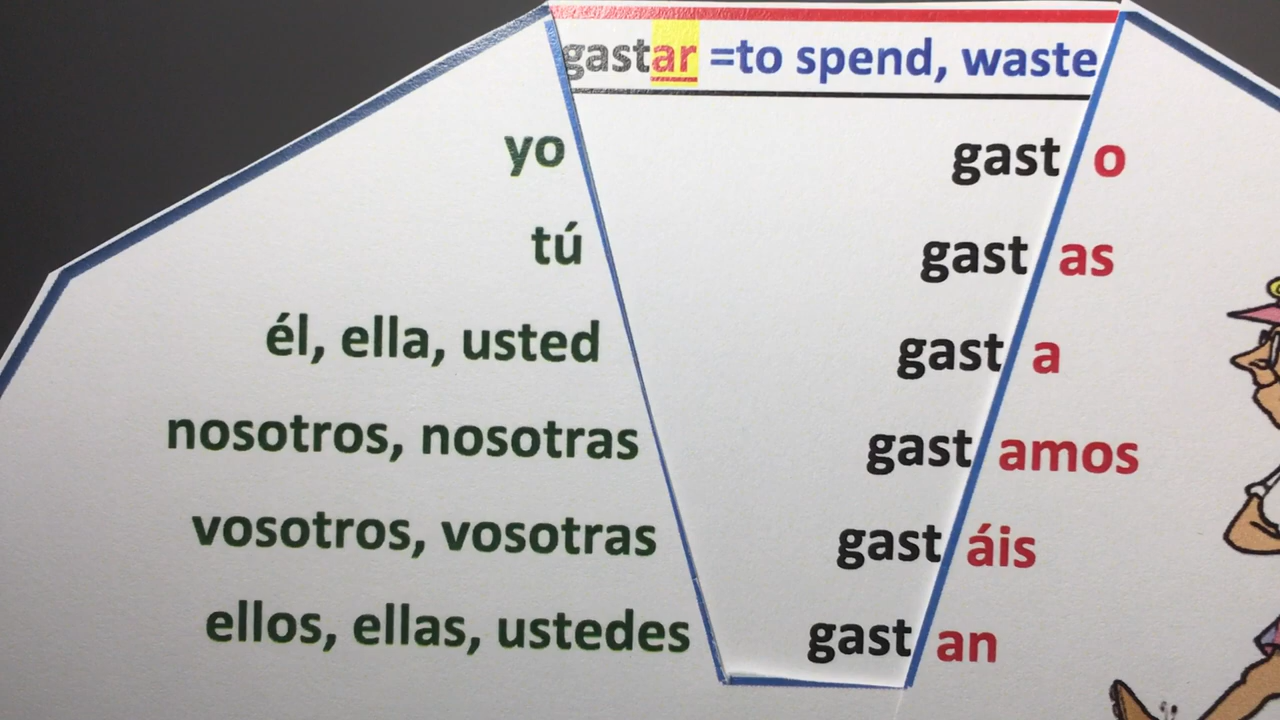 gastar =to spend, waste
yo gast o
tú gast as
él, ella, usted gast a
nosotros, nosotras gast amos
vosotros, vosotras gast áis
ellos, ellas, ustedes gast an